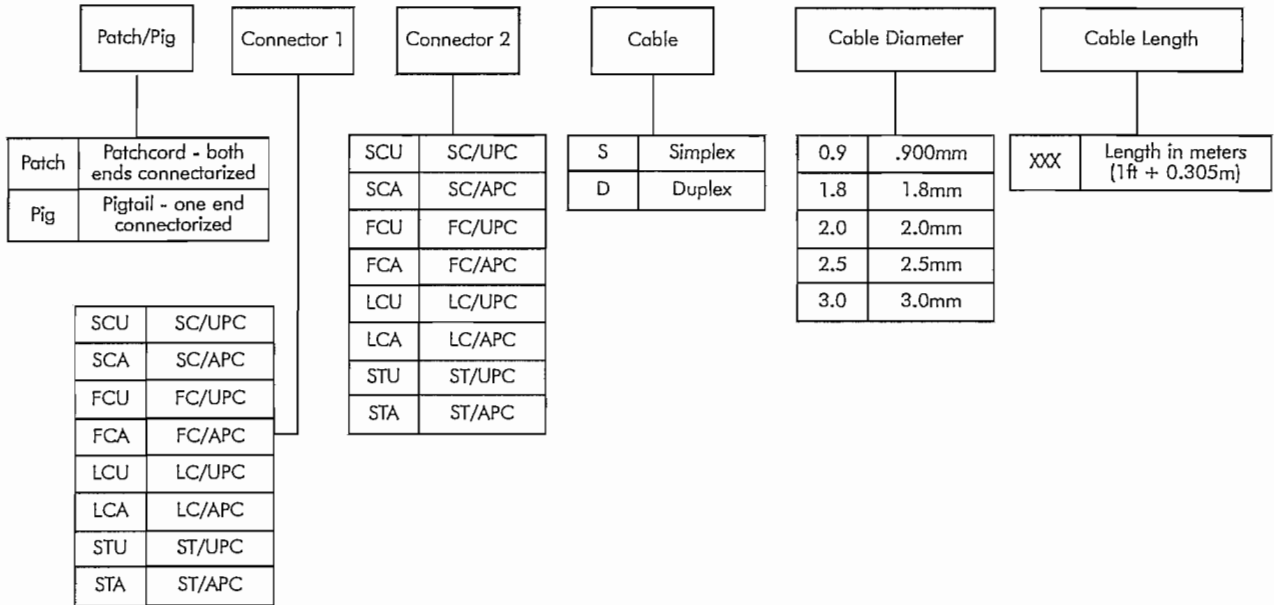 Patch/Pig
Connector 1
Connector 2
Cable
Cable Diameter
Cable Length
Patch
Patchcord - both
ends connectarized
Pig
Pigtail - one end
connectorized
SCU SC/UPC
SCA SC/APC
FCU FC/UPC
FCA FC/APC
LCU LC/UPC
LCA LC/APC
STU ST/UPC
STA ST/APC
SCU SC/UPC
SCA SC/APC
FCU FC/UPC
FCA FC/APC
LCU LC/UPC
LCA LC/APC
STU ST/UPC
STA ST/APC
S Simplex
D Duplex
0.9 .900mm
1.8 1.8mm
2.0 2.0mm
2.5 2.5mm
3.0 3.0mm
XXX
Length in meters
(1ft + 0.305m)